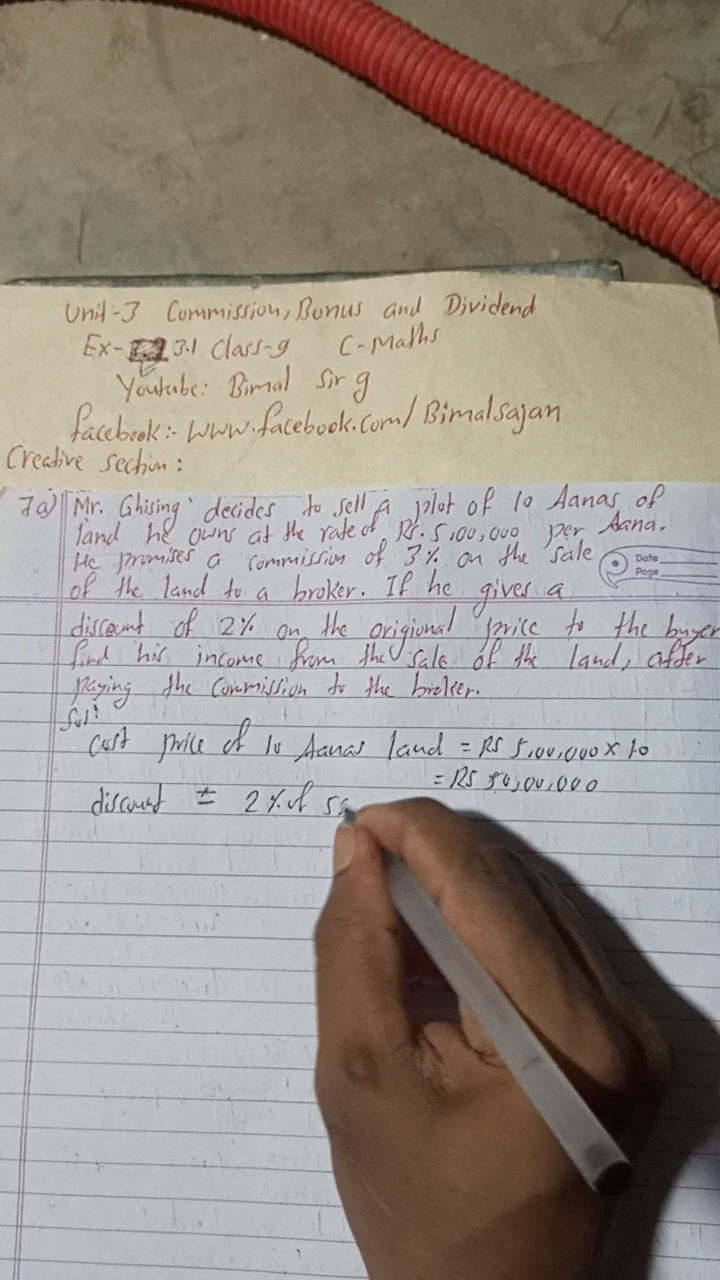 Unit-3 Commission, Bonus and Dividend
Ex- 3.1 Class-9 C-Maths
Youtube: Bimal Sir g
facebook:- www.facebook.com/Bimalsajan
Creative section:
7a) Mr. Ghising decides to sell a plot of 10 Aanas of
land he owns at the rate of Rs. 5,00,000 per Aana.
He promises a commission of 3% on the sale
Date
Page
of the land to a broker. If he gives a
discount of 2% on the origional price to the buyer
find his income from the sale of the land, after
paying the commission to the broker.
Solⁿ
Cost price of 10 Aanas land = RS 5,00,000 x 10
= RS 50,00,000
discount = 2% of